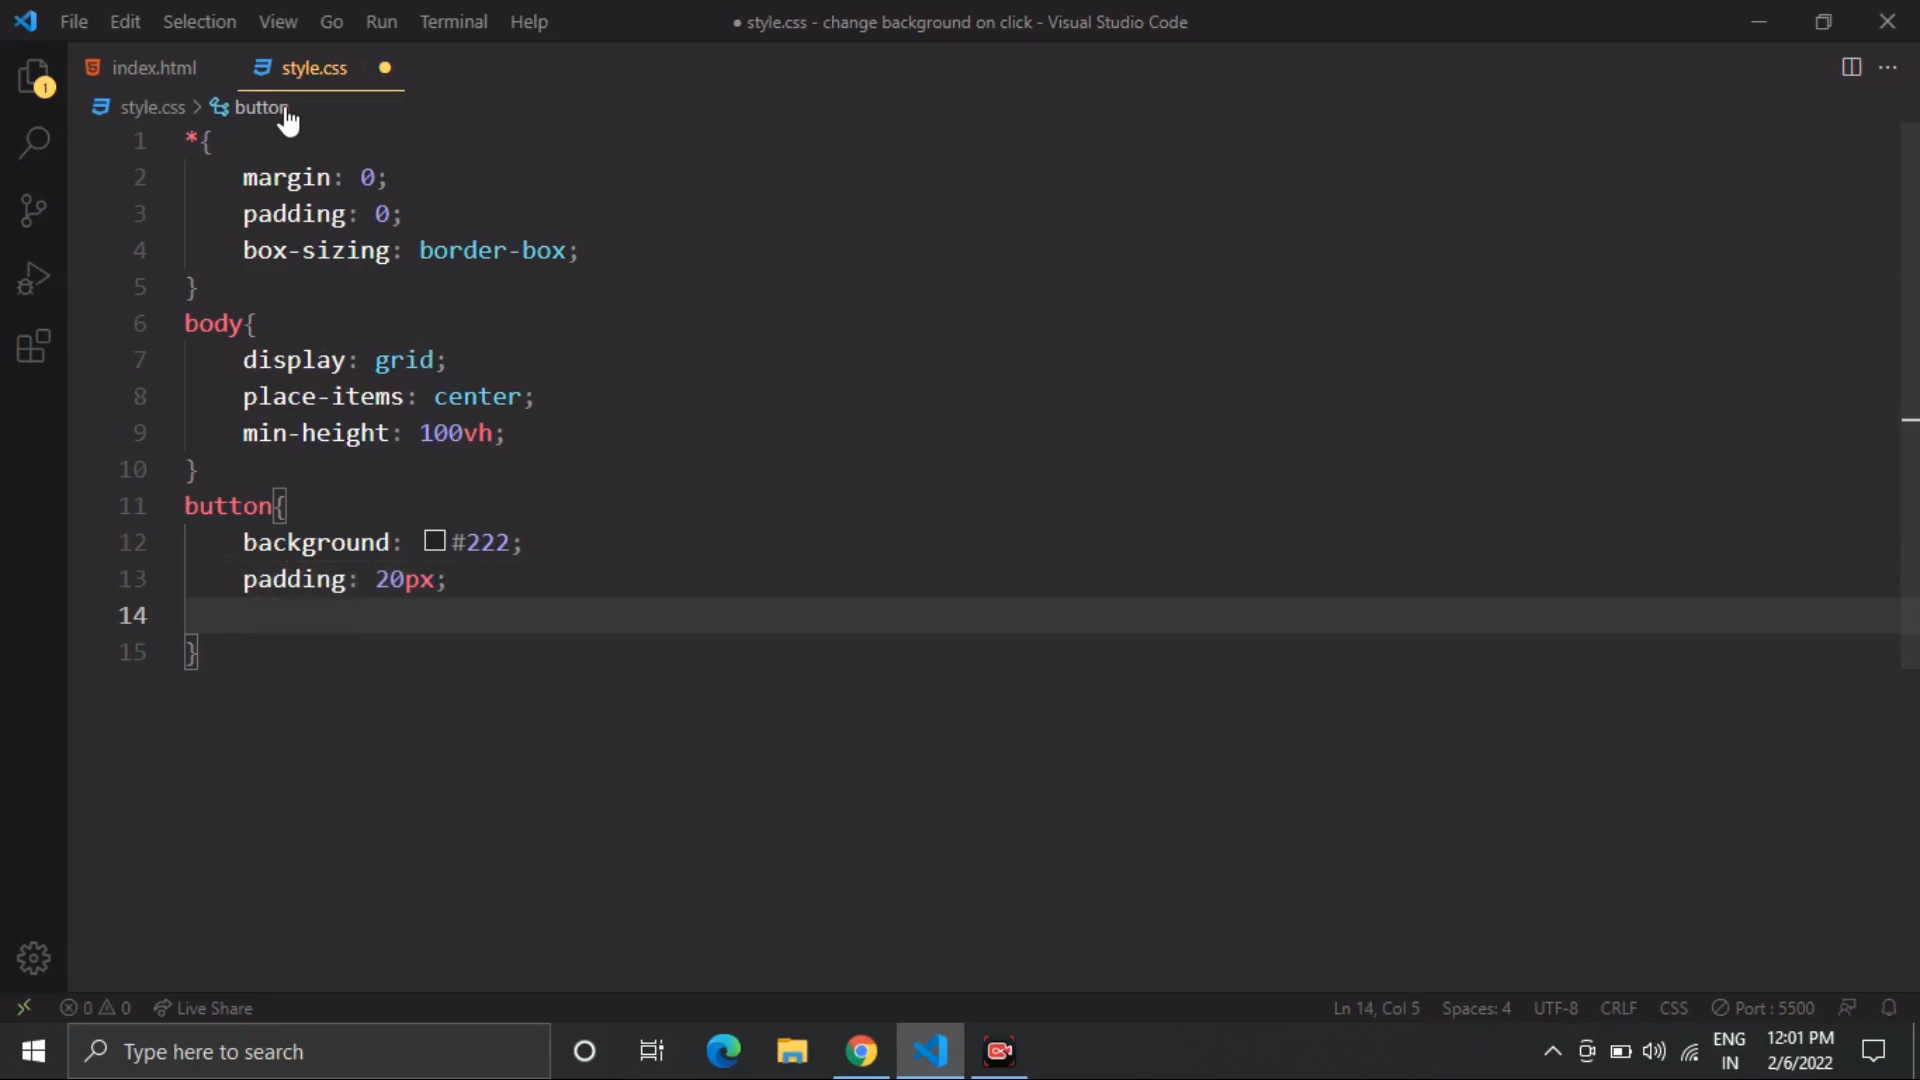 File Edit Selection View Go Run Terminal Help ● style.css - change background on click - Visual Studio Code
index.html style.css
1
style.css > button
1 *{
2 margin: 0;
3 padding: 0;
4 box-sizing: border-box;
5 }
6 body{
7 display: grid;
8 place-items: center;
9 min-height: 100vh;
10 }
11 button{
12 background: #222;
13 padding: 20px;
14
15 }
0 0 Live Share Ln 14, Col 5 Spaces: 4 UTF-8 CRLF CSS Port : 5500
Type here to search ENG 12:01 PM
IN 2/6/2022